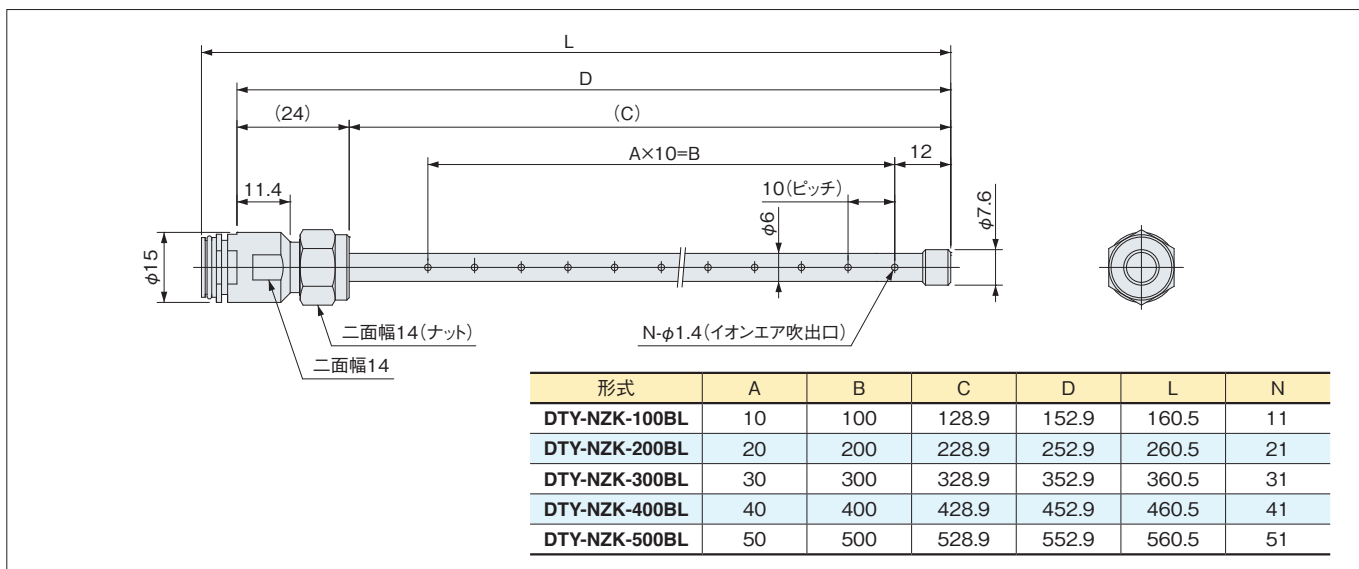 L
D
(24)
(C)
A×10=B
12
11.4
10(ピッチ)
φ15
φ6
φ7.6
二面幅14(ナット)
N-φ1.4(イオンエア吹出口)
二面幅14
形式 A B C D L N
DTY-NZK-100BL 10 100 128.9 152.9 160.5 11
DTY-NZK-200BL 20 200 228.9 252.9 260.5 21
DTY-NZK-300BL 30 300 328.9 352.9 360.5 31
DTY-NZK-400BL 40 400 428.9 452.9 460.5 41
DTY-NZK-500BL 50 500 528.9 552.9 560.5 51